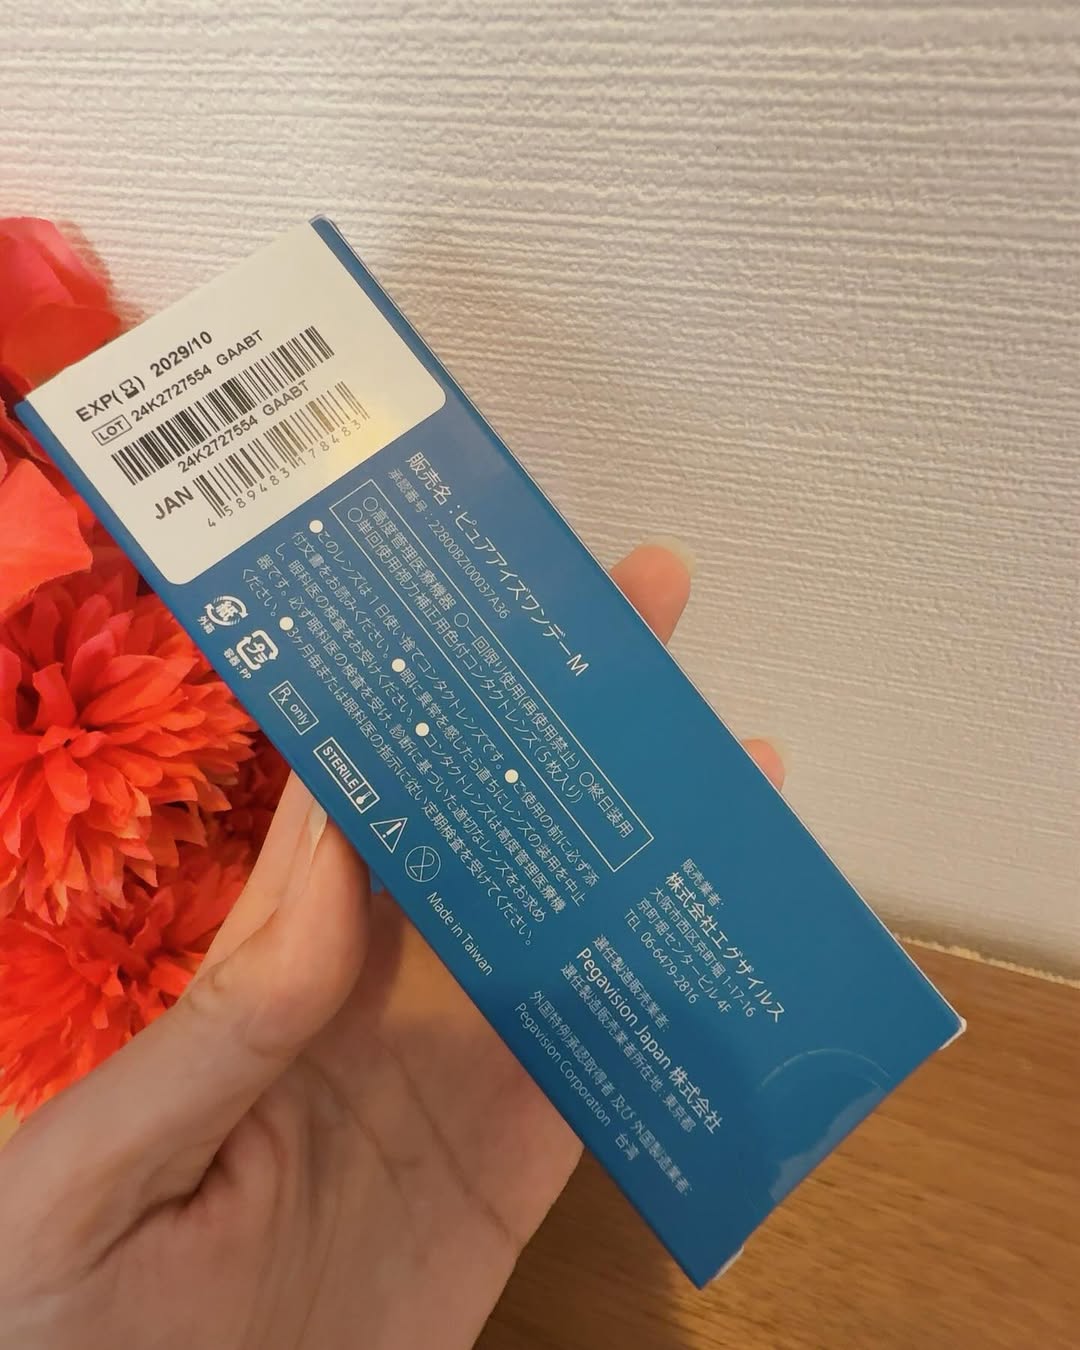 EXP( ) 2029/10
LOT 24K2727554 GAABT
24K2727554 GAABT
JAN
4 589483 178483
販売名：ピュアアイズワンデーM
承認番号：22800BZI00037A36
○高度管理医療機器 ○一回限り使用(再使用禁止) ○終日装用
○単回使用視力補正用色付コンタクトレンズ(5枚入り)
●このレンズは1日使い捨てコンタクトレンズです。●ご使用の前に必ず添
付文書をお読みください。●眼に異常を感じたら直ちにレンズの装用を中止
し、眼科医の検査をお受けください。●コンタクトレンズは高度管理医療機
器です。必ず眼科医の検査を受け、診断に基づいた適切なレンズをお求め
ください。●3ケ月毎または眼科医の指示に従い定期検査を受けてください。
紙
外箱
プラ
容器：PP
Rx only
STERILE
2
Made in Taiwan
販売業者：
株式会社エグザイルス
大阪市西区京町堀 1-17-16
京町堀センタービル 4F
TEL 06-6479-2816
選任製造販売業者：
Pegavision Japan 株式会社
選任製造販売業者所在地：東京都
外国特例承認取得者 及び 外国製造業者：
Pegavision Corporation 台湾